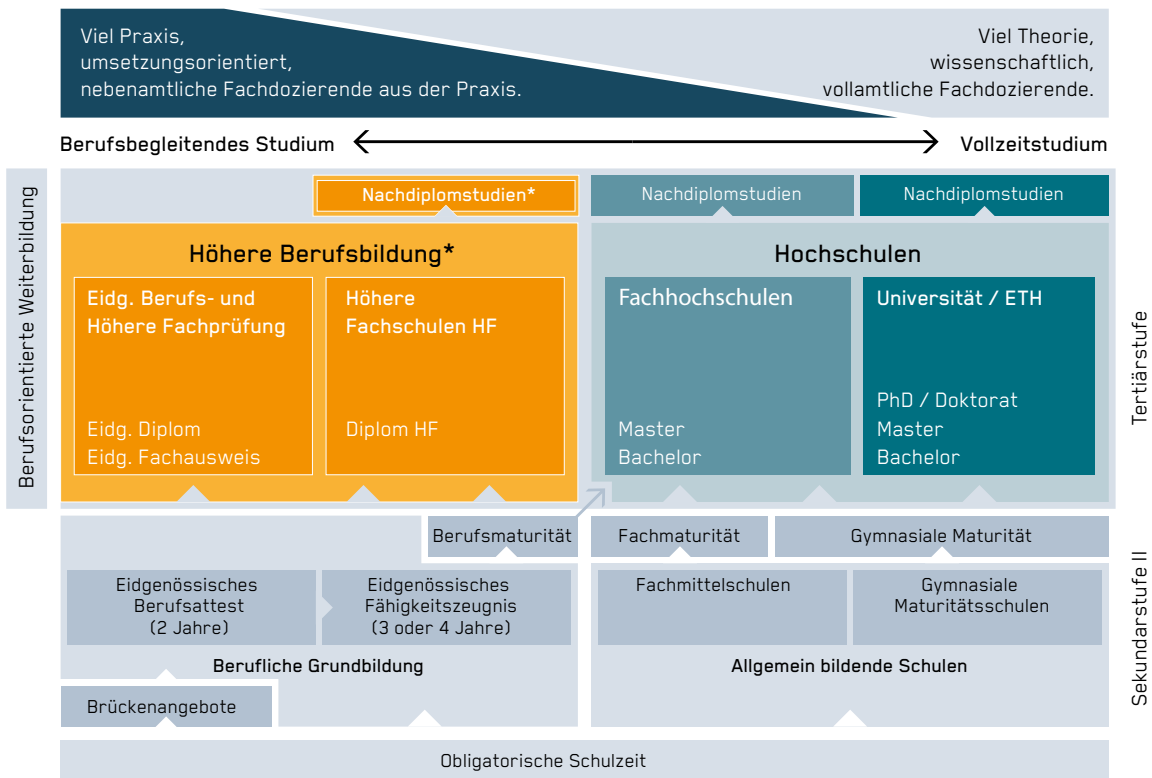 Viel Praxis,
umsetzungsorientiert,
nebenamtliche Fachdozierende aus der Praxis.
Viel Theorie,
wissenschaftlich,
vollamtliche Fachdozierende.
Berufsbegleitendes Studium
Vollzeitstudium
Berufsorientierte Weiterbildung
Nachdiplomstudien*
Nachdiplomstudien
Nachdiplomstudien
Höhere Berufsbildung*
Hochschulen
Eidg. Berufs- und
Höhere Fachprüfung
Eidg. Diplom
Eidg. Fachausweis
Höhere
Fachschulen HF
Diplom HF
Fachhochschulen
Master
Bachelor
Universität / ETH
PhD / Doktorat
Master
Bachelor
Tertiärstufe
Berufsmaturität
Fachmaturität
Gymnasiale Maturität
Eidgenössisches
Berufsattest
(2 Jahre)
Eidgenössisches
Fähigkeitszeugnis
(3 oder 4 Jahre)
Fachmittelschulen
Gymnasiale
Maturitätsschulen
Berufliche Grundbildung
Allgemein bildende Schulen
Sekundarstufe II
Brückenangebote
Obligatorische Schulzeit